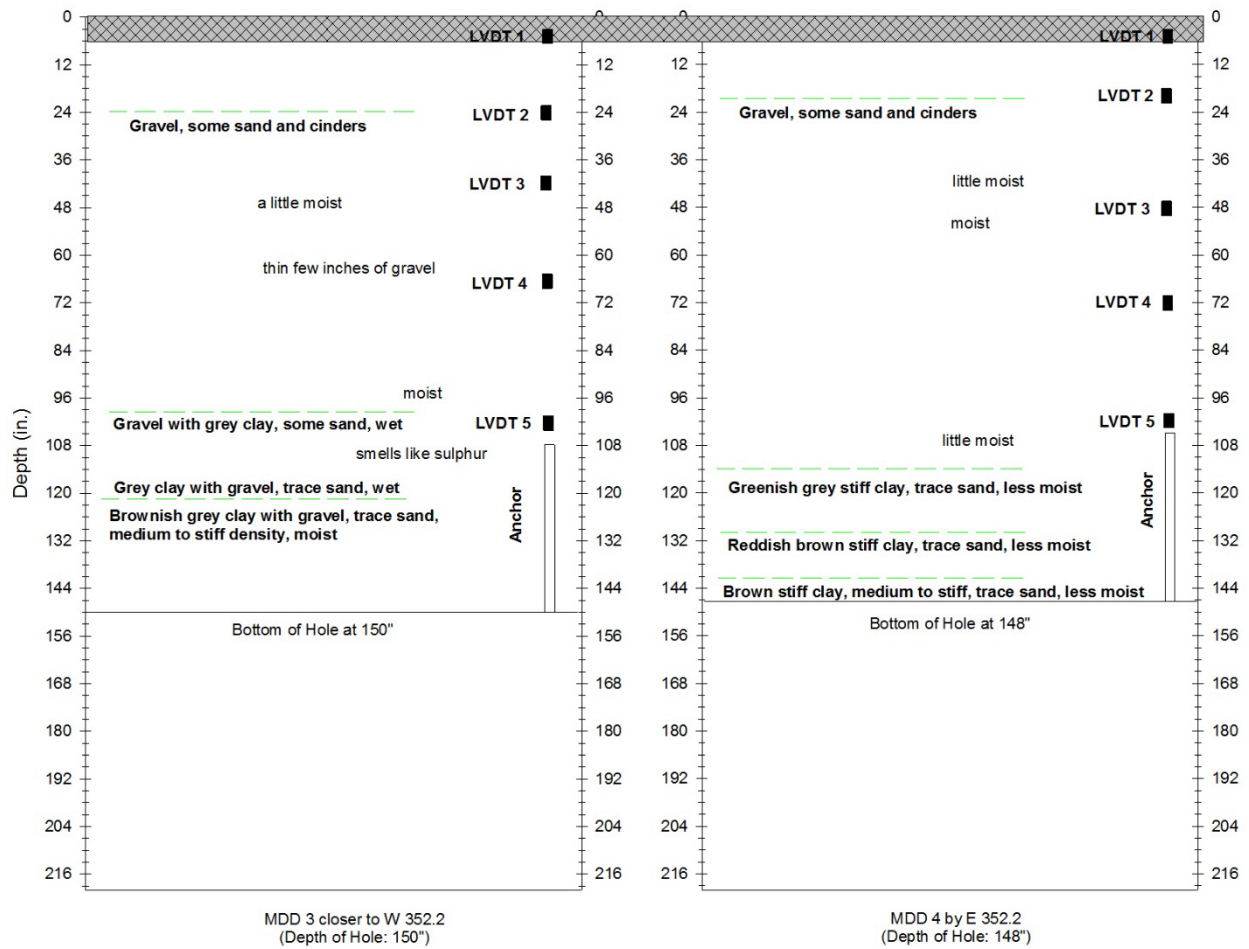 0
12
24
36
48
60
72
84
96
108
120
132
144
156
168
180
192
204
216
Depth (in.)
LVDT 1
LVDT 2
Gravel, some sand and cinders
LVDT 3
a little moist
thin few inches of gravel
LVDT 4
moist
Gravel with grey clay, some sand, wet
LVDT 5
smells like sulphur
Grey clay with gravel, trace sand, wet
Brownish grey clay with gravel, trace sand,
medium to stiff density, moist
Anchor
Bottom of Hole at 150"
0
12
24
36
48
60
72
84
96
108
120
132
144
156
168
180
192
204
216
MDD 3 closer to W 352.2
(Depth of Hole: 150")
0
12
24
36
48
60
72
84
96
108
120
132
144
156
168
180
192
204
216
LVDT 1
LVDT 2
Gravel, some sand and cinders
little moist
LVDT 3
moist
LVDT 4
LVDT 5
little moist
Greenish grey stiff clay, trace sand, less moist
Anchor
Reddish brown stiff clay, trace sand, less moist
Brown stiff clay, medium to stiff, trace sand, less moist
Bottom of Hole at 148"
0
12
24
36
48
60
72
84
96
108
120
132
144
156
168
180
192
204
216
MDD 4 by E 352.2
(Depth of Hole: 148")